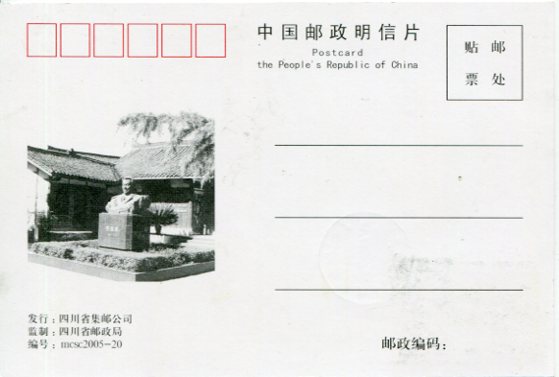 中国邮政明信片
Postcard
the People's Republic of China
贴 邮
票 处
发行：四川省集邮公司
监制：四川省邮政局
编号：mcsc2005-20
邮政编码：